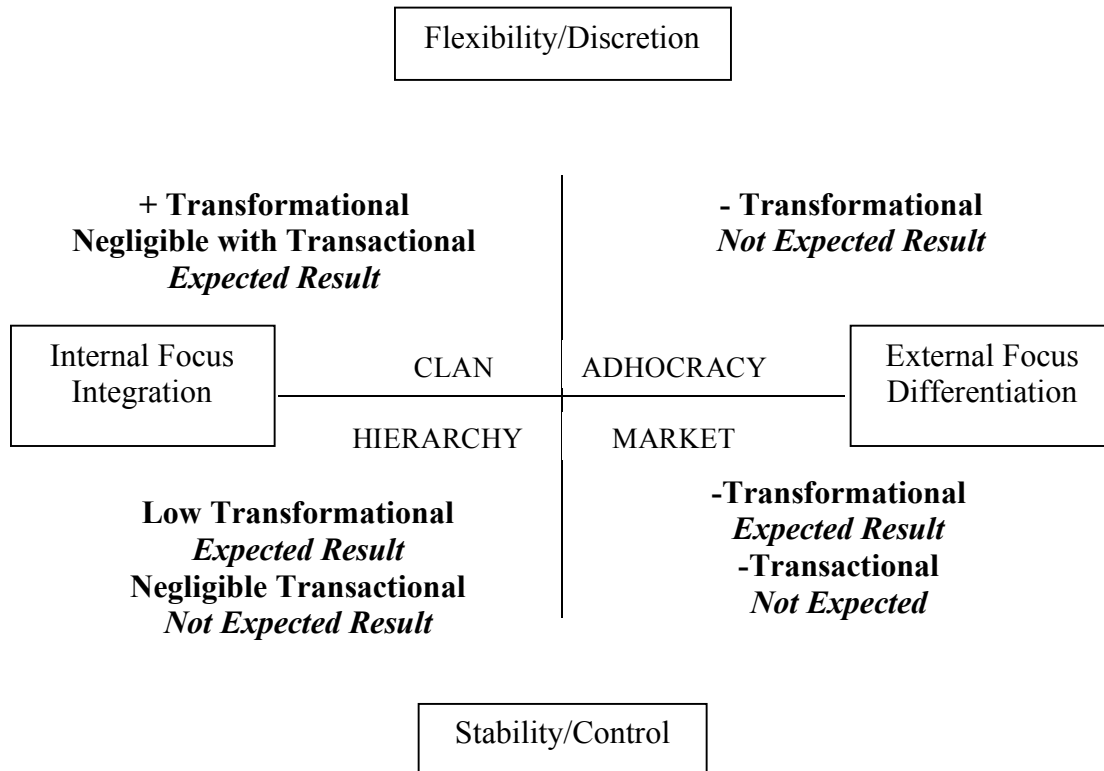 Flexibility/Discretion
+ Transformational
Negligible with Transactional
Expected Result
- Transformational
Not Expected Result
Internal Focus
Integration
CLAN
ADHOCRACY
External Focus
Differentiation
HIERARCHY
MARKET
Low Transformational
Expected Result
Negligible Transactional
Not Expected Result
-Transformational
Expected Result
-Transactional
Not Expected
Stability/Control